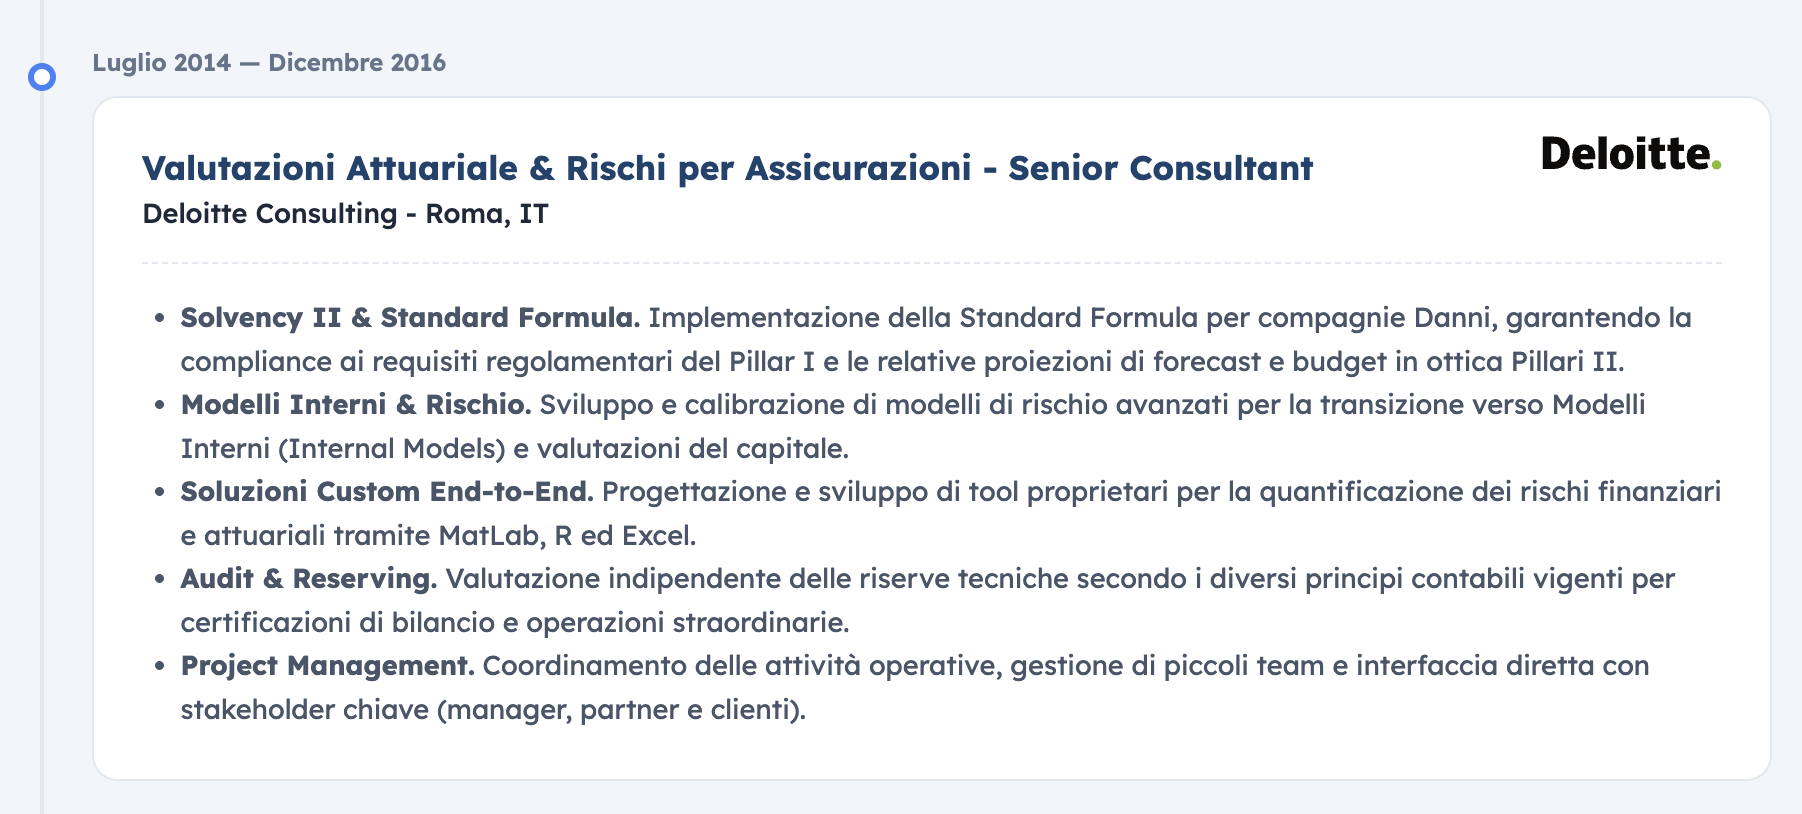 Luglio 2014 — Dicembre 2016
Valutazioni Attuariale & Rischi per Assicurazioni - Senior Consultant
Deloitte.
Deloitte Consulting - Roma, IT
• Solvency II & Standard Formula. Implementazione della Standard Formula per compagnie Danni, garantendo la
compliance ai requisiti regolamentari del Pillar I e le relative proiezioni di forecast e budget in ottica Pillari II.
• Modelli Interni & Rischio. Sviluppo e calibrazione di modelli di rischio avanzati per la transizione verso Modelli
Interni (Internal Models) e valutazioni del capitale.
• Soluzioni Custom End-to-End. Progettazione e sviluppo di tool proprietari per la quantificazione dei rischi finanziari
e attuariali tramite MatLab, R ed Excel.
• Audit & Reserving. Valutazione indipendente delle riserve tecniche secondo i diversi principi contabili vigenti per
certificazioni di bilancio e operazioni straordinarie.
• Project Management. Coordinamento delle attività operative, gestione di piccoli team e interfaccia diretta con
stakeholder chiave (manager, partner e clienti).